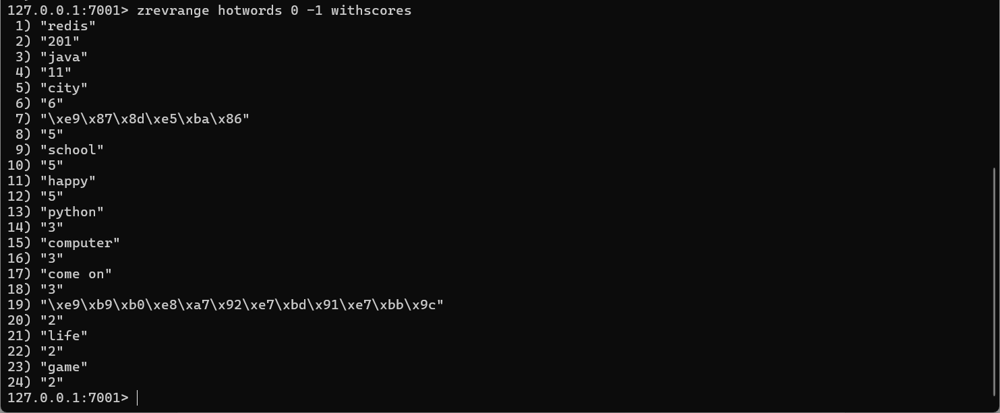 127.0.0.1:7001> zrevrange hotwords 0 -1 withscores
1) "redis"
2) "201"
3) "java"
4) "11"
5) "city"
6) "6"
7) "\xe9\x87\x8d\xe5\xba\x86"
8) "5"
9) "school"
10) "5"
11) "happy"
12) "5"
13) "python"
14) "3"
15) "computer"
16) "3"
17) "come on"
18) "3"
19) "\xe9\xb9\xb0\xe8\xa7\x92\xe7\xbd\x91\xe7\xbb\x9c"
20) "2"
21) "life"
22) "2"
23) "game"
24) "2"
127.0.0.1:7001>